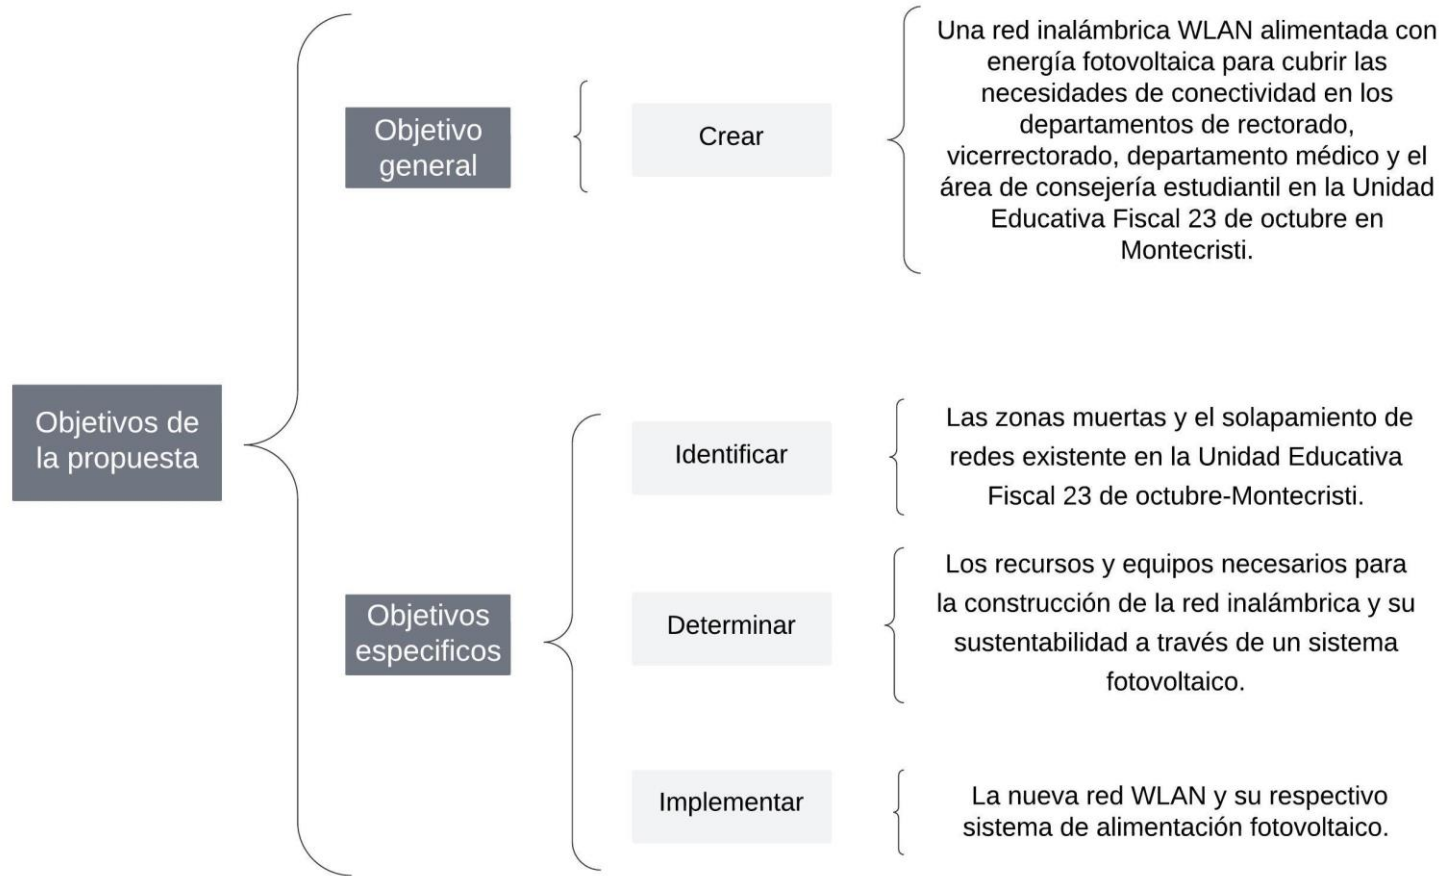 Objetivos de
la propuesta
Objetivo
general
Crear
Una red inalámbrica WLAN alimentada con
energía fotovoltaica para cubrir las
necesidades de conectividad en los
departamentos de rectorado,
vicerrectorado, departamento médico y el
área de consejería estudiantil en la Unidad
Educativa Fiscal 23 de octubre en
Montecristi.
Objetivos
especificos
Identificar
Las zonas muertas y el solapamiento de
redes existente en la Unidad Educativa
Fiscal 23 de octubre-Montecristi.
Determinar
Los recursos y equipos necesarios para
la construcción de la red inalámbrica y su
sustentabilidad a través de un sistema
fotovoltaico.
Implementar
La nueva red WLAN y su respectivo
sistema de alimentación fotovoltaico.